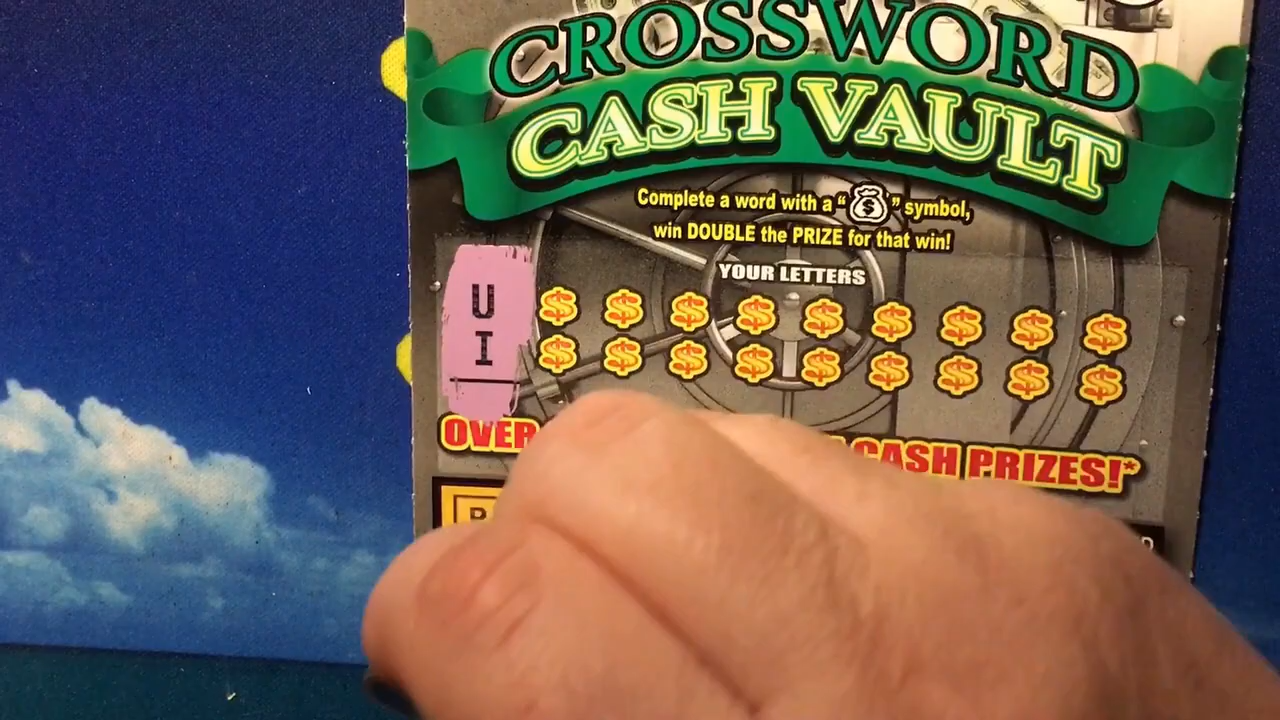 CROSSWORD
CASH VAULT
Complete a word with a "$" symbol,
win DOUBLE the PRIZE for that win!
YOUR LETTERS
U $ $ $ $ $ $ $ $ $
I $ $ $ $ $ $ $ $ $
OVER CASH PRIZES!*